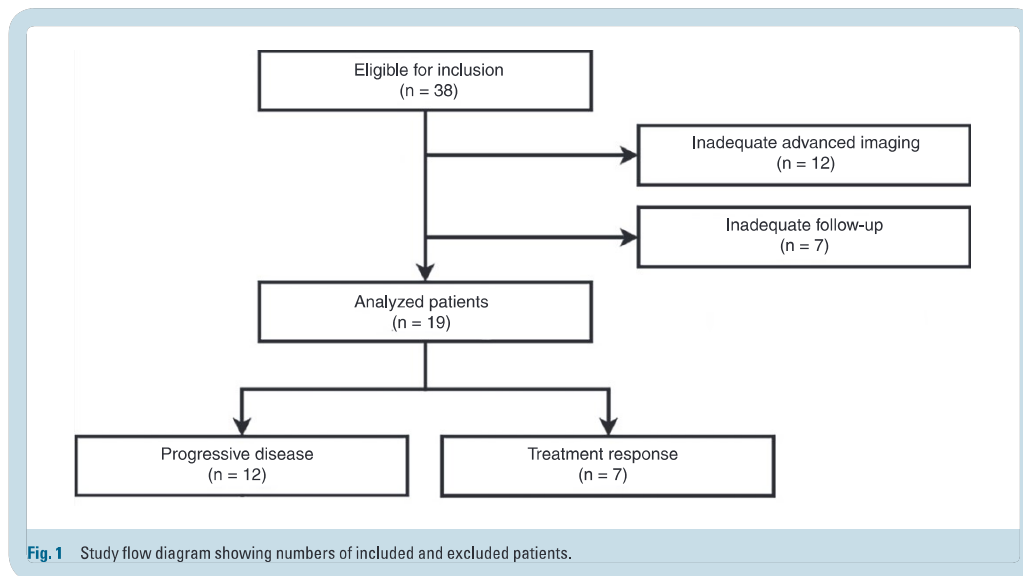 Eligible for inclusion
(n = 38)
Inadequate advanced imaging
(n = 12)
Inadequate follow-up
(n = 7)
Analyzed patients
(n = 19)
Progressive disease
(n = 12)
Treatment response
(n = 7)
Fig. 1 Study flow diagram showing numbers of included and excluded patients.